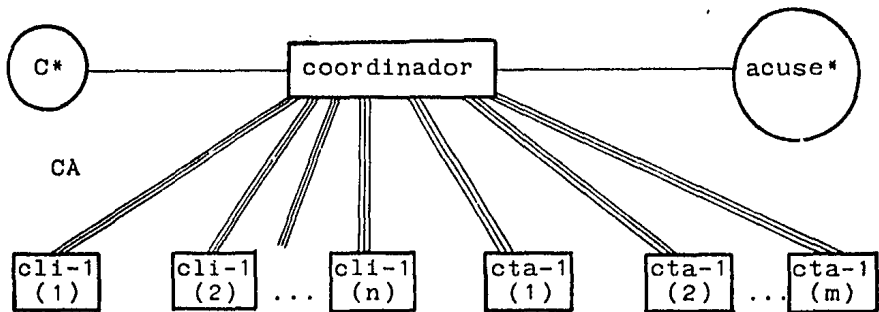 C*
coordinador
acuse*
CA
cli-1
(1)
cli-1
(2)
...
cli-1
(n)
cta-1
(1)
cta-1
(2)
...
cta-1
(m)